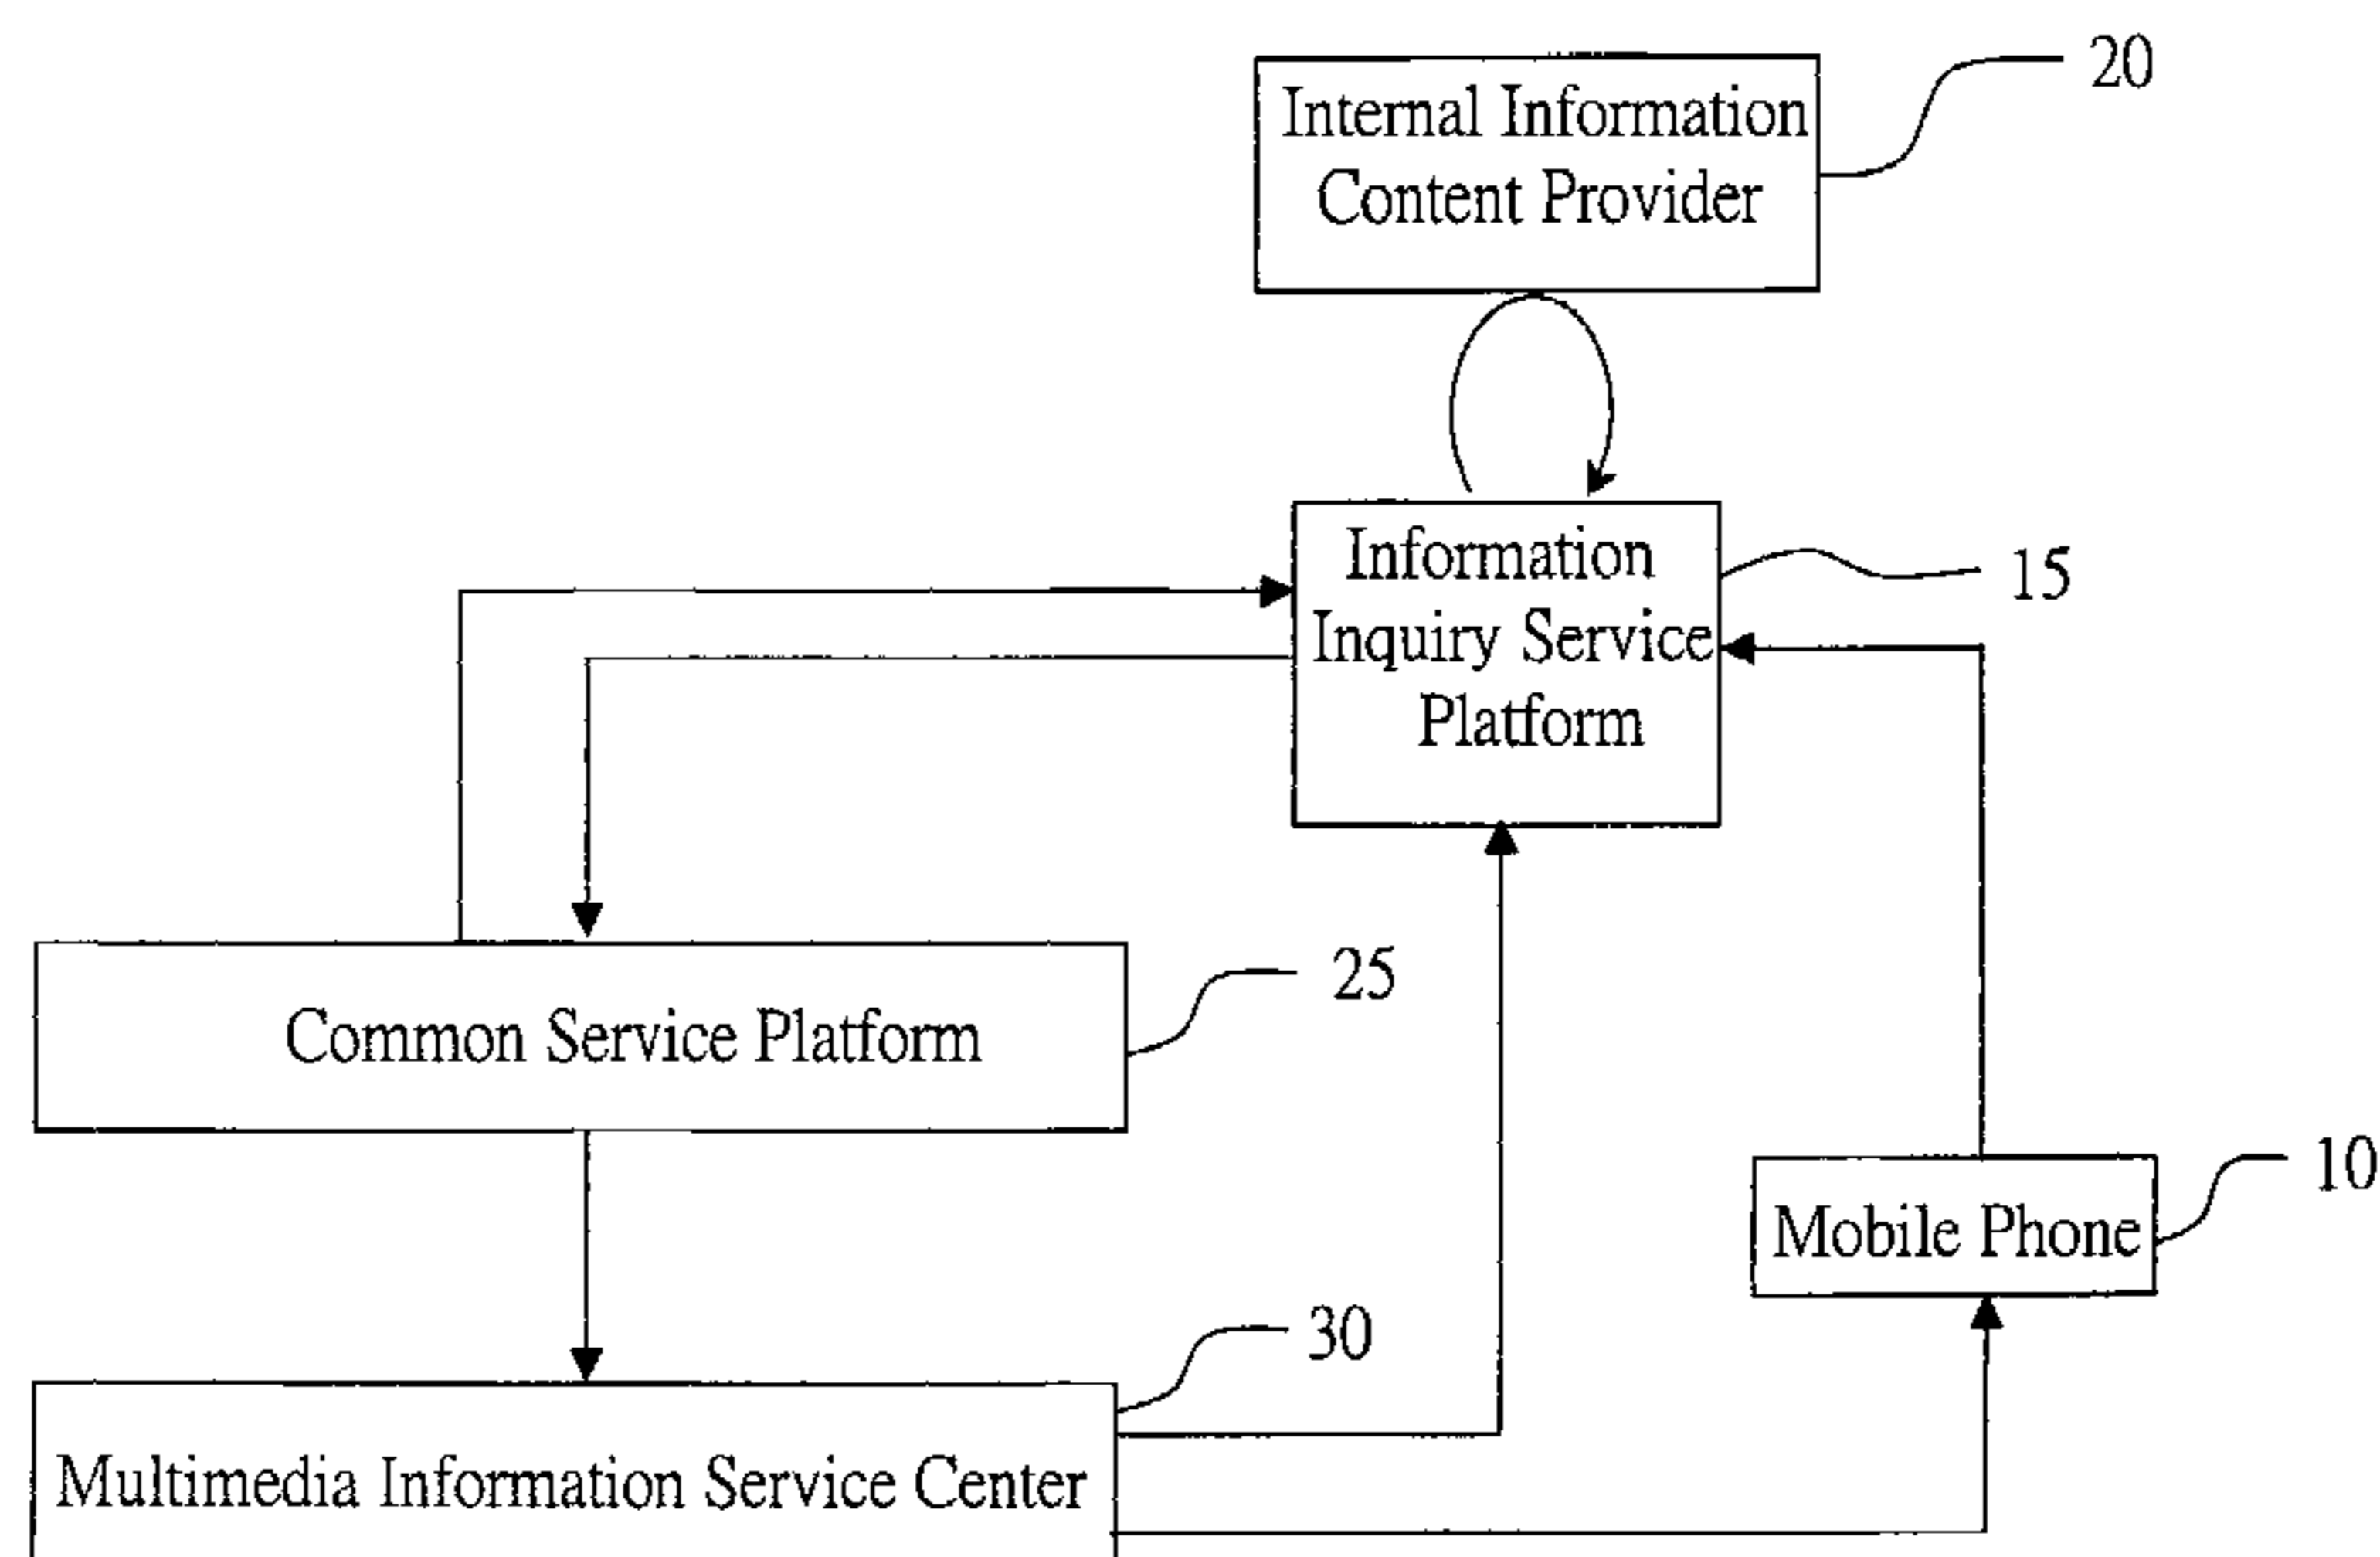 20
Internal Information
Content Provider
Information
Inquiry Service
Platform
15
25
Common Service Platform
10
Mobile Phone
30
Multimedia Information Service Center